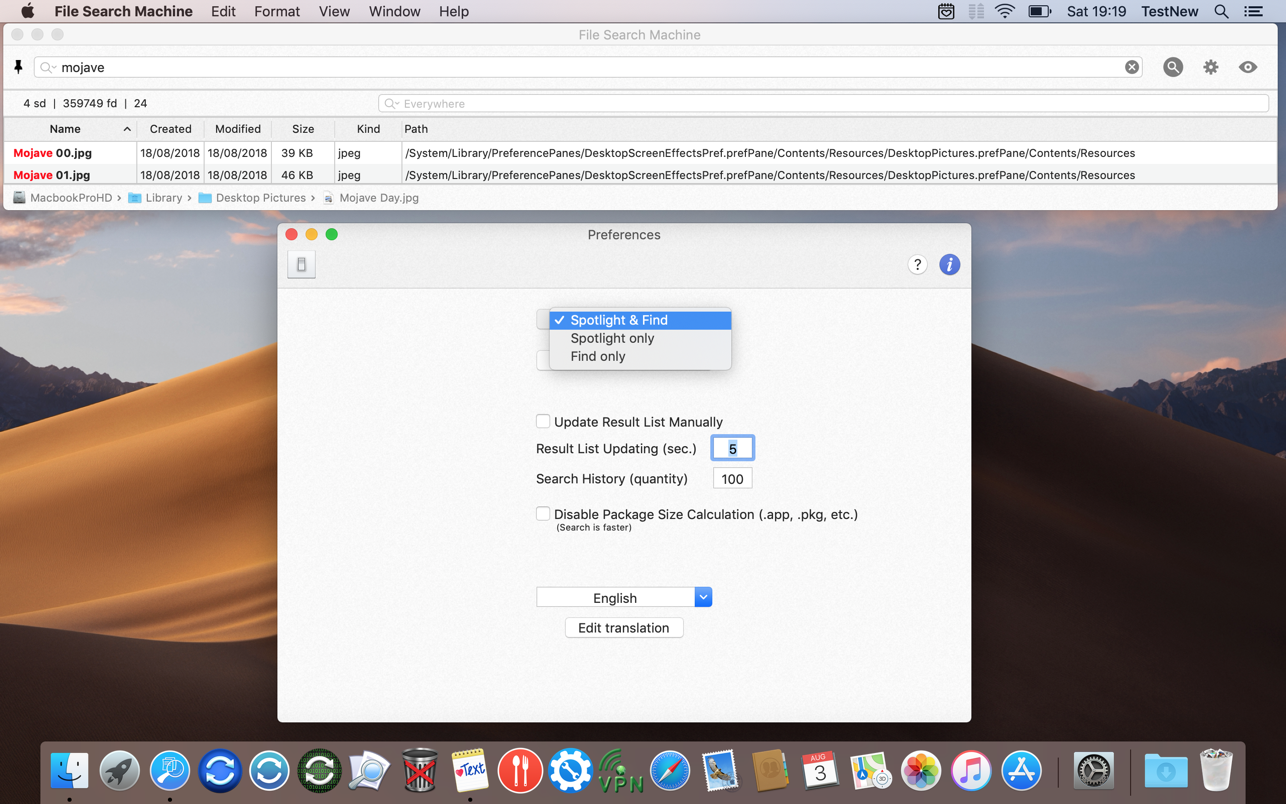 File Search Machine Edit Format View Window Help Sat 19:19 TestNew
File Search Machine
mojave
4 sd | 359749 fd | 24 Everywhere
Name Created Modified Size Kind Path
Mojave 00.jpg 18/08/2018 18/08/2018 39 KB jpeg /System/Library/PreferencePanes/DesktopScreenEffectsPref.prefPane/Contents/Resources/DesktopPictures.prefPane/Contents/Resources
Mojave 01.jpg 18/08/2018 18/08/2018 46 KB jpeg /System/Library/PreferencePanes/DesktopScreenEffectsPref.prefPane/Contents/Resources/DesktopPictures.prefPane/Contents/Resources
MacbookProHD › Library › Desktop Pictures › Mojave Day.jpg
Preferences
?
i
✓ Spotlight & Find
Spotlight only
Find only
Update Result List Manually
Result List Updating (sec.) 5
Search History (quantity) 100
Disable Package Size Calculation (.app, .pkg, etc.)
(Search is faster)
English
Edit translation
Text
VPN
AUG
3
3D